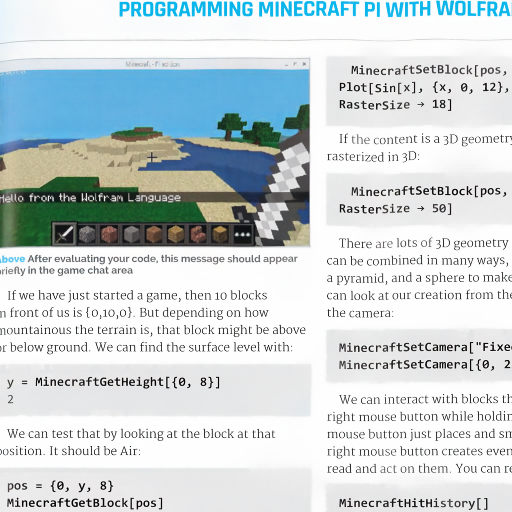 PROGRAMMING MINECRAFT PI WITH WOLFRA
Hello from the Wolfram Language
above After evaluating your code, this message should appear
briefly in the game chat area
If we have just started a game, then 10 blocks
n front of us is {0,10,0}. But depending on how
mountainous the terrain is, that block might be above
or below ground. We can find the surface level with:
y = MinecraftGetHeight[{0, 8}]
2
We can test that by looking at the block at that
position. It should be Air:
pos = {0, y, 8}
MinecraftGetBlock[pos]
MinecraftSetBlock[pos,
Plot[Sin[x], {x, 0, 12},
RasterSize → 18]
If the content is a 3D geometry
rasterized in 3D:
MinecraftSetBlock[pos,
RasterSize → 50]
There are lots of 3D geometry
can be combined in many ways,
a pyramid, and a sphere to make
can look at our creation from the
the camera:
MinecraftSetCamera["Fixe
MinecraftSetCamera[{0, 2
We can interact with blocks th
right mouse button while holdin
mouse button just places and sm
right mouse button creates even
read and act on them. You can re
MinecraftHitHistory[]